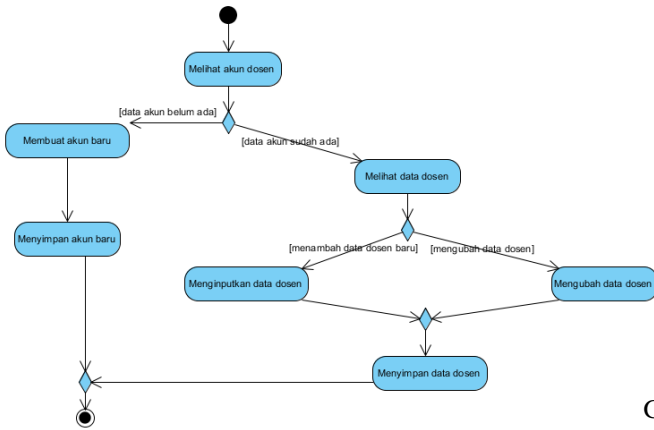 Melihat akun dosen
[data akun belum ada]
Membuat akun baru
[data akun sudah ada]
Melihat data dosen
Menyimpan akun baru
[menambah data dosen baru]
[mengubah data dosen]
Menginputkan data dosen
Mengubah data dosen
Menyimpan data dosen